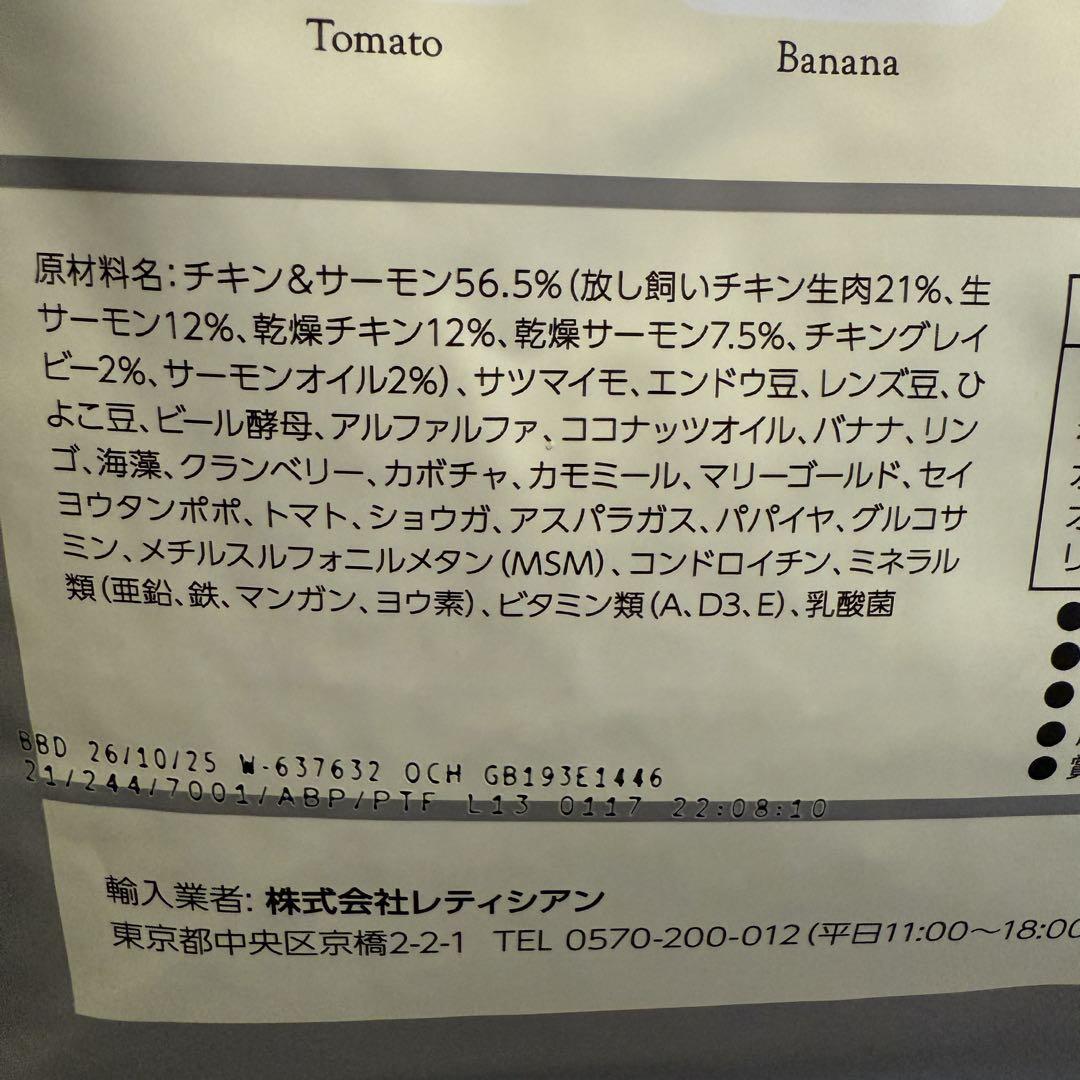 Tomato
Banana
原材料名:チキン&サーモン56.5%(放し飼いチキン生肉21%、生
サーモン12%、乾燥チキン12%、乾燥サーモン7.5%、チキングレイ
ビー2%、サーモンオイル2%)、サツマイモ、エンドウ豆、レンズ豆、ひ
よこ豆、ビール酵母、アルファルファ、ココナッツオイル、バナナ、リン
ゴ、海藻、クランベリー、カボチャ、カモミール、マリーゴールド、セイ
ヨウタンポポ、トマト、ショウガ、アスパラガス、パパイヤ、グルコサ
ミン、メチルスルフォニルメタン(MSM)、コンドロイチン、ミネラル
類(亜鉛、鉄、マンガン、ヨウ素)、ビタミン類(A、D3、E)、乳酸菌
BBD 26/10/25 W-637632 OCH GB193E1446
21/244/7001/ABP/PTF L13 0117 22:08:10
輸入業者: 株式会社レティシアン
東京都中央区京橋2-2-1 TEL 0570-200-012(平日11:00〜18:00